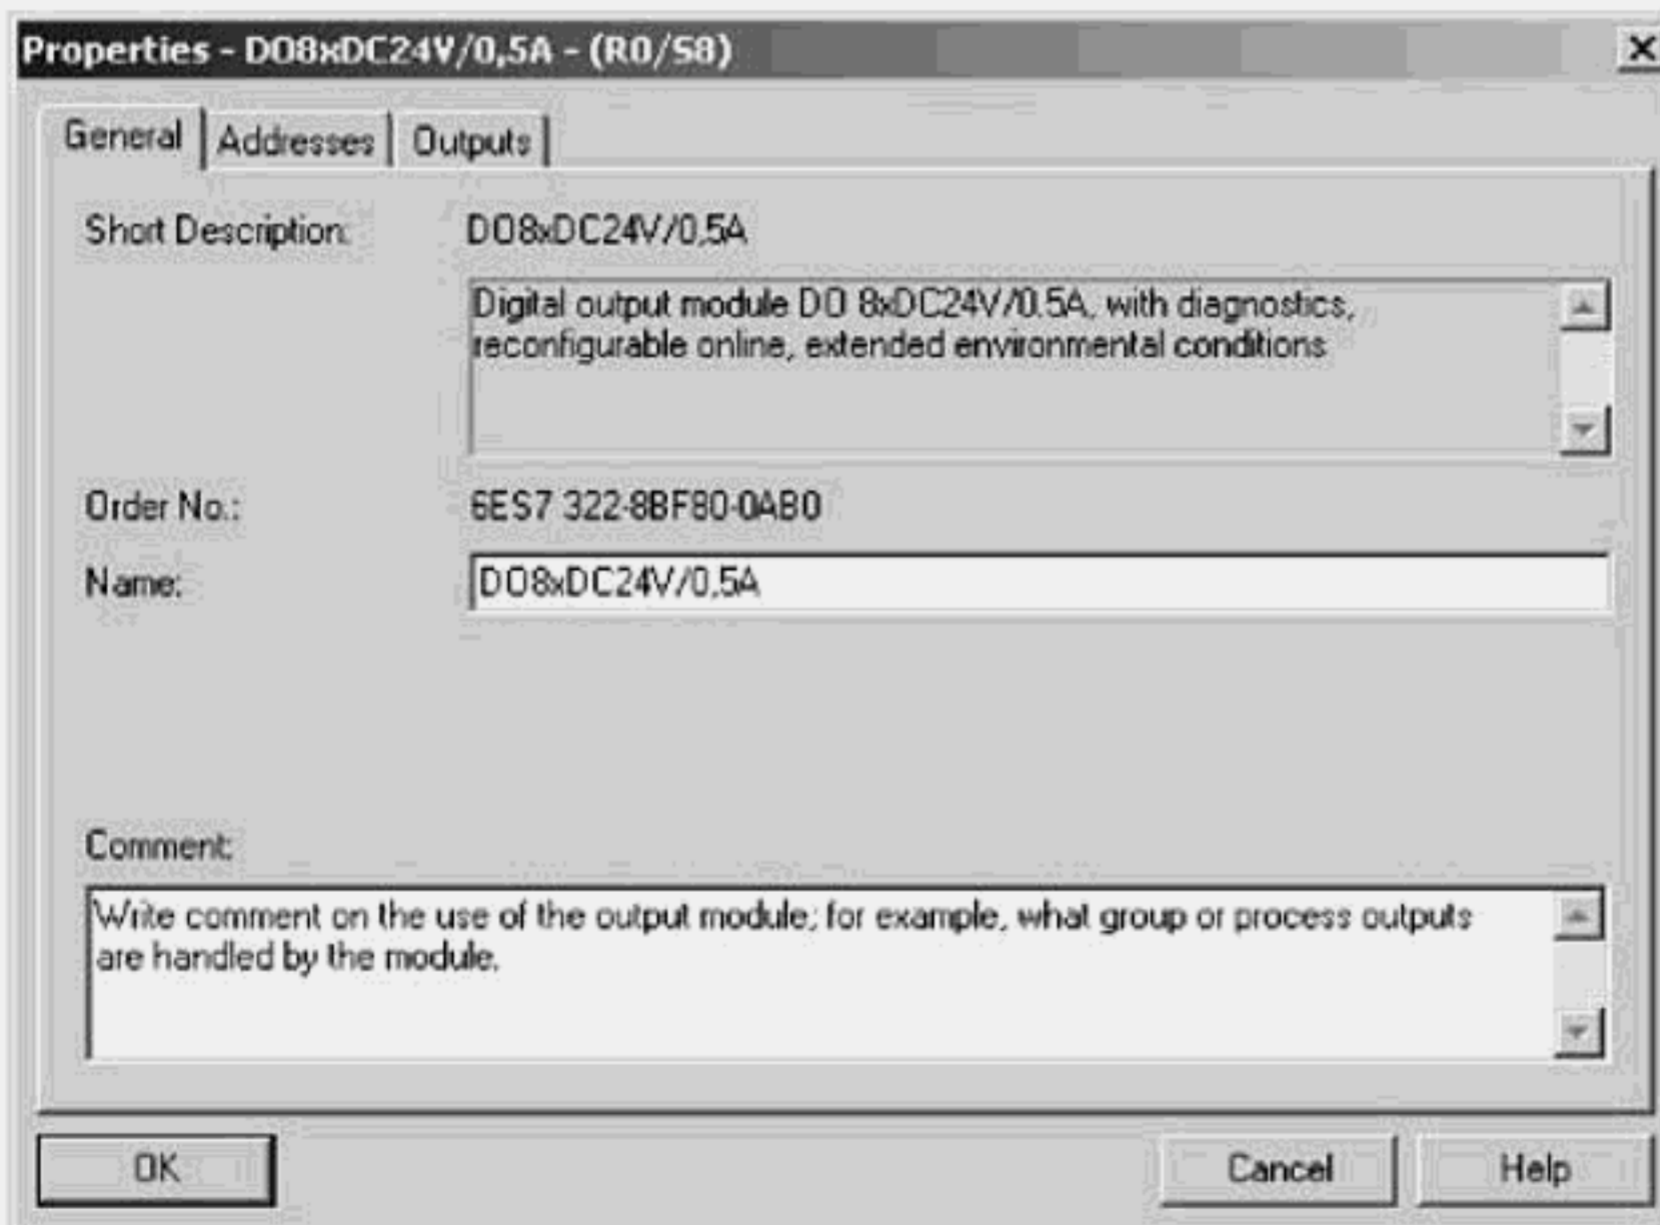 Properties - DO8xDC24V/0,5A - (R0/S8)
General Addresses Outputs
Short Description: DO8xDC24V/0,5A
Digital output module DO 8xDC24V/0.5A, with diagnostics,
reconfigurable online, extended environmental conditions
Order No.: 6ES7 322-8BF80-0AB0
Name: DO8xDC24V/0,5A
Comment:
Write comment on the use of the output module; for example, what group or process outputs
are handled by the module.
OK Cancel Help